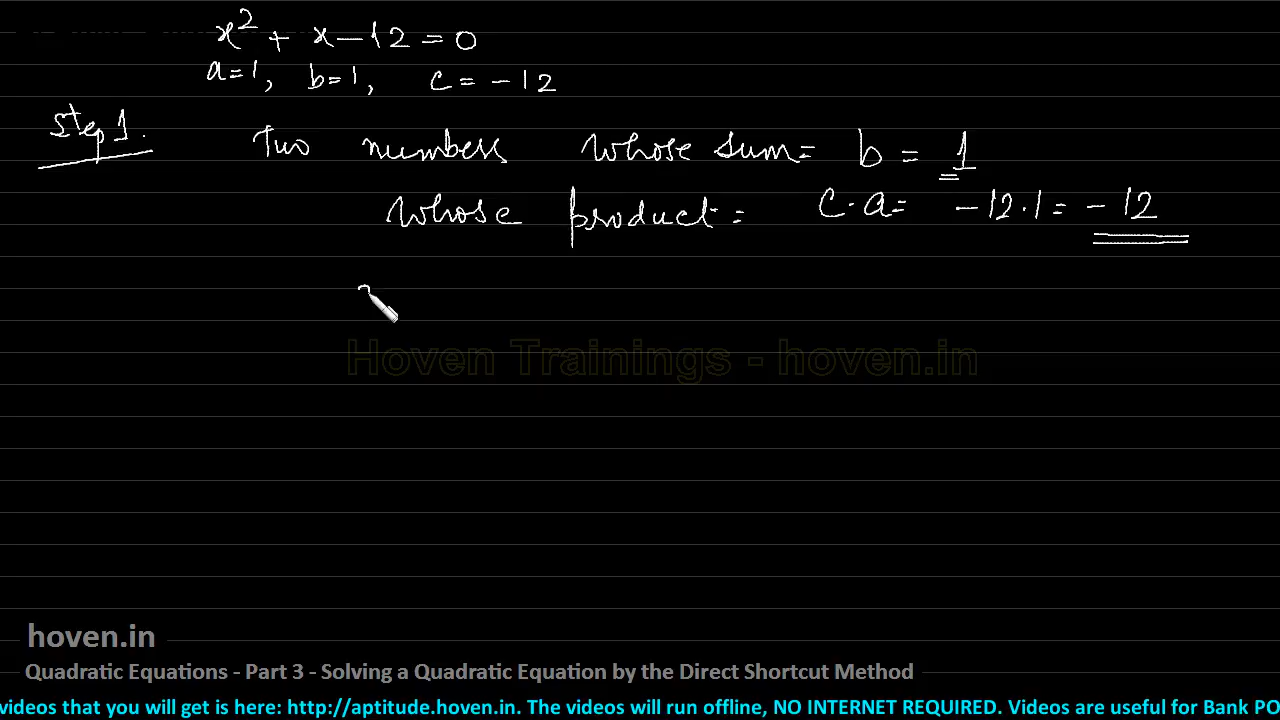 x² + x - 12 = 0
a=1, b=1, c = -12
Step 1. Two numbers whose sum = b = 1
whose product = c·a = -12·1 = -12
Hoven Trainings - hoven.in
hoven.in
Quadratic Equations - Part 3 - Solving a Quadratic Equation by the Direct Shortcut Method
videos that you will get is here: http://aptitude.hoven.in. The videos will run offline, NO INTERNET REQUIRED. Videos are useful for Bank PO